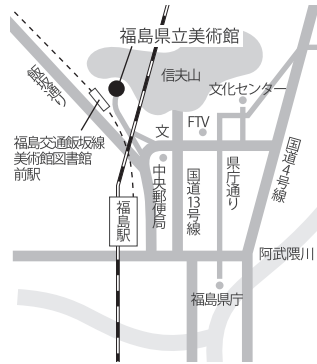 福島県立美術館
飯坂通り
信夫山
文化センター
福島交通飯坂線
美術館図書館
前駅
文
FTV
中央郵便局
国道13号線
県庁通り
国道4号線
福島駅
阿武隈川
福島県庁